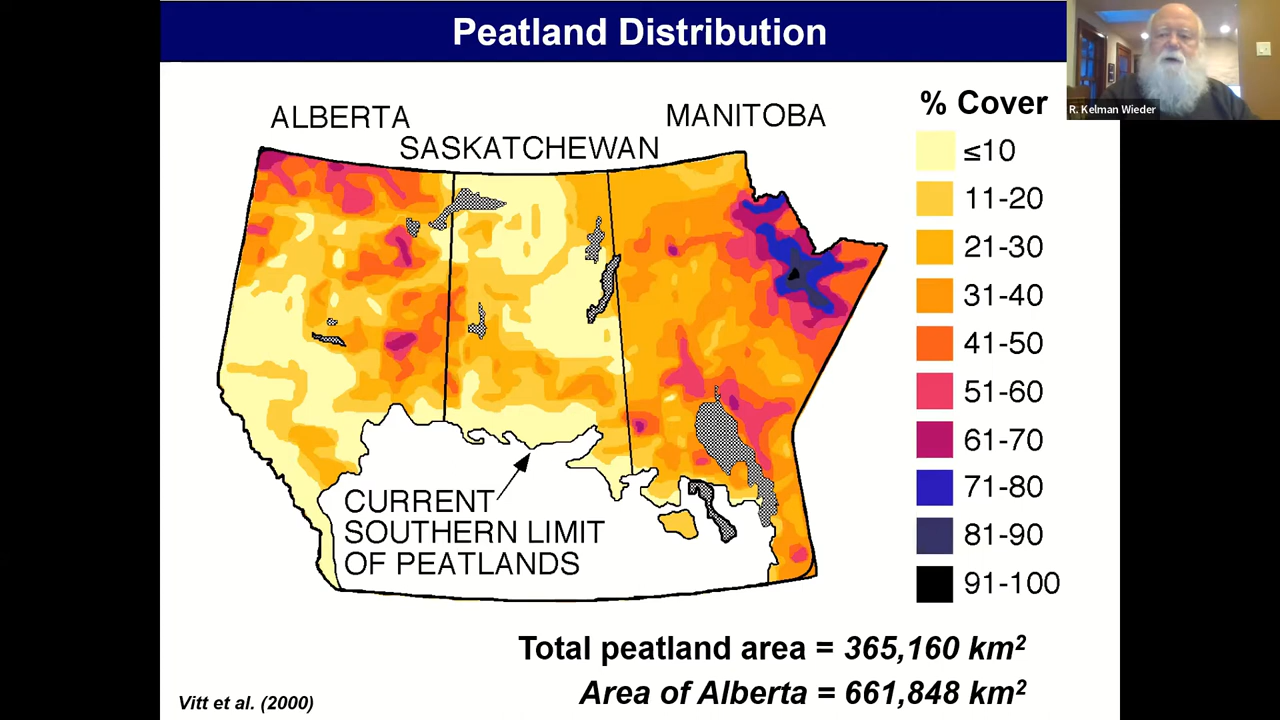 Peatland Distribution
R. Kelman Wieder
ALBERTA
SASKATCHEWAN
MANITOBA
% Cover
≤10
11-20
21-30
31-40
41-50
51-60
61-70
71-80
81-90
91-100
CURRENT
SOUTHERN LIMIT
OF PEATLANDS
Total peatland area = 365,160 km²
Area of Alberta = 661,848 km²
Vitt et al. (2000)